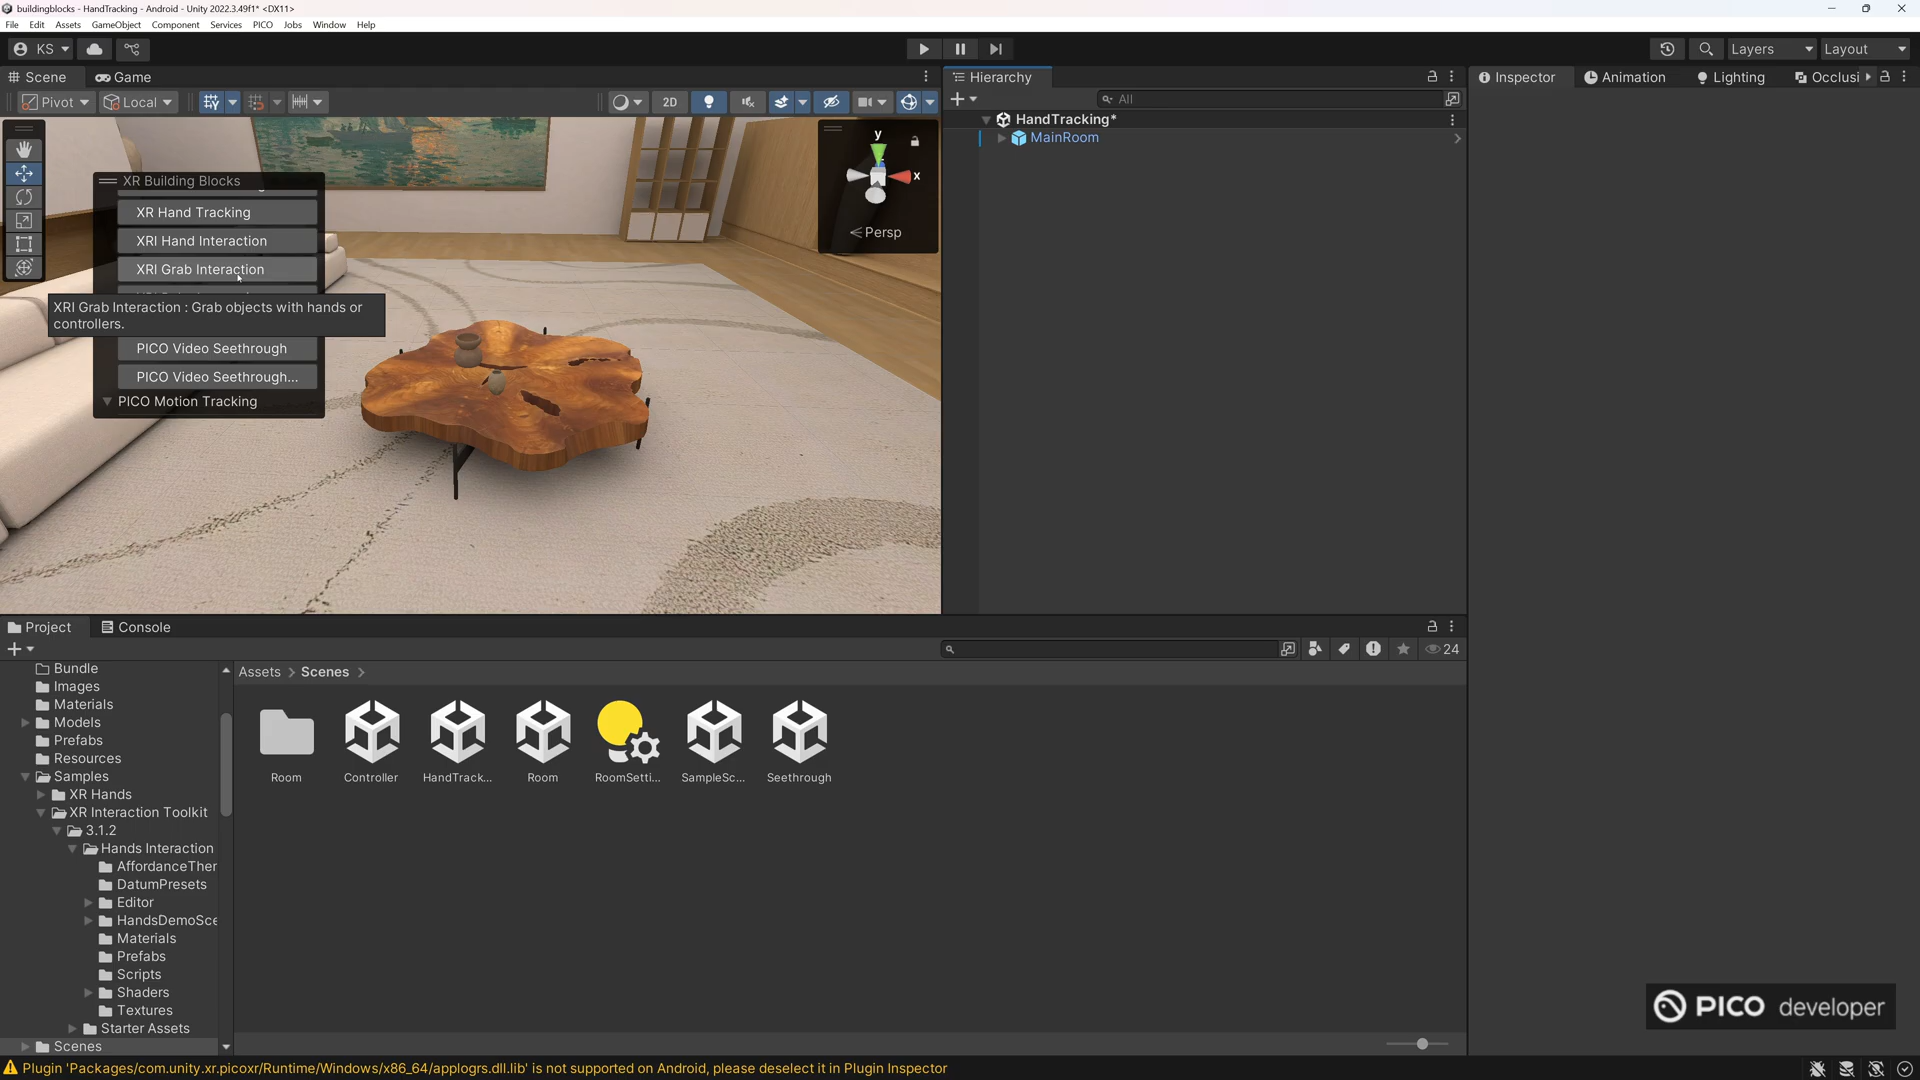 buildingblocks - HandTracking - Android - Unity 2022.3.49f1* <DX11>
File Edit Assets GameObject Component Services PICO Jobs Window Help
KS Layers Layout
Scene Game Hierarchy Inspector Animation Lighting Occlusi
Pivot Local 2D All
HandTracking*
MainRoom
y
x
Persp
XR Building Blocks
XR Hand Tracking
XRI Hand Interaction
XRI Grab Interaction
XRI Grab Interaction : Grab objects with hands or
controllers.
PICO Video Seethrough
PICO Video Seethrough...
PICO Motion Tracking
Project Console
24
Assets > Scenes >
Bundle
Images
Materials
Models
Prefabs
Resources
Samples
XR Hands
XR Interaction Toolkit
3.1.2
Hands Interaction
AffordanceTher
DatumPresets
Editor
HandsDemoSce
Materials
Prefabs
Scripts
Shaders
Textures
Starter Assets
Scenes
Room Controller HandTrack... Room RoomSetti... SampleSc... Seethrough
PICO developer
Plugin 'Packages/com.unity.xr.picoxr/Runtime/Windows/x86_64/applogrs.dll.lib' is not supported on Android, please deselect it in Plugin Inspector